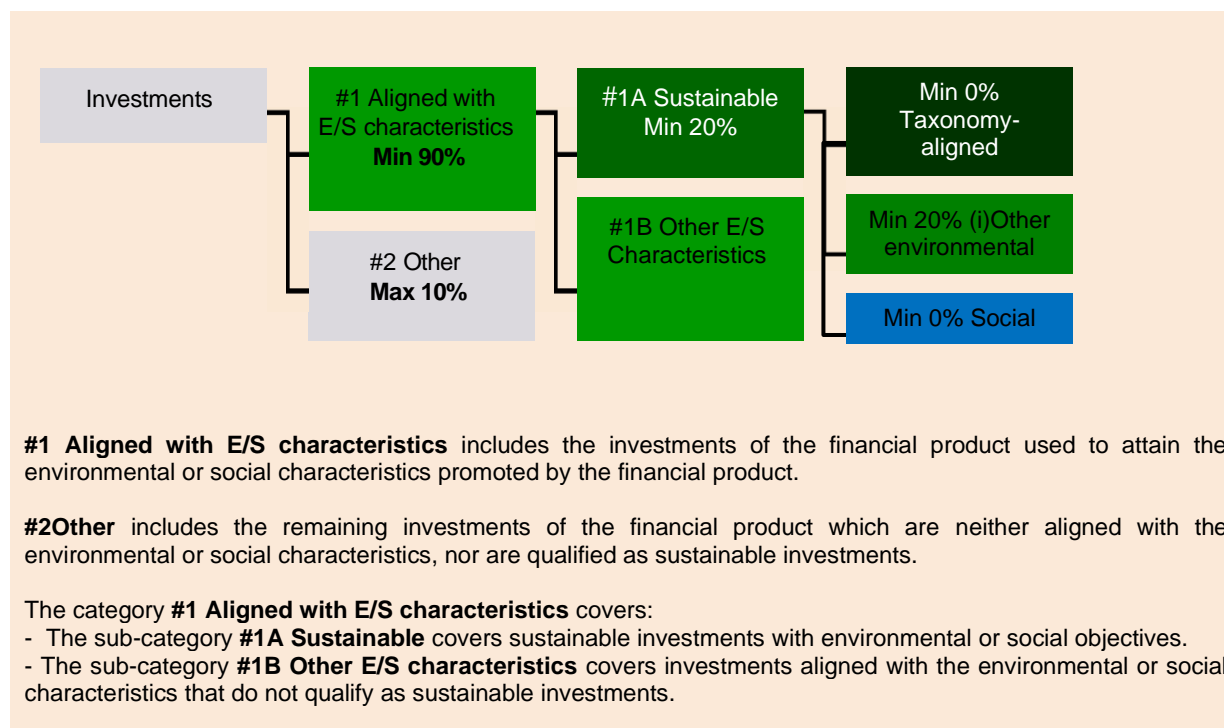 Investments
#1 Aligned with
E/S characteristics
Min 90%
#2 Other
Max 10%
#1A Sustainable
Min 20%
#1B Other E/S
Characteristics
Min 0%
Taxonomy-
aligned
Min 20% (i)Other
environmental
Min 0% Social
#1 Aligned with E/S characteristics includes the investments of the financial product used to attain the
environmental or social characteristics promoted by the financial product.
#2Other includes the remaining investments of the financial product which are neither aligned with the
environmental or social characteristics, nor are qualified as sustainable investments.
The category #1 Aligned with E/S characteristics covers:
- The sub-category #1A Sustainable covers sustainable investments with environmental or social objectives.
- The sub-category #1B Other E/S characteristics covers investments aligned with the environmental or social
characteristics that do not qualify as sustainable investments.